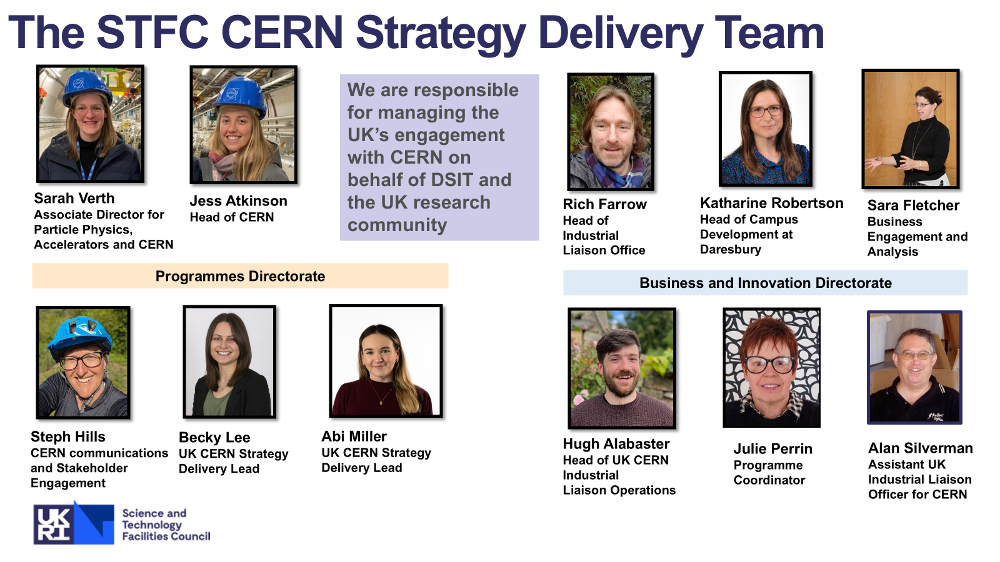 The STFC CERN Strategy Delivery Team
Sarah Verth
Associate Director for
Particle Physics,
Accelerators and CERN
Jess Atkinson
Head of CERN
We are responsible
for managing the
UK’s engagement
with CERN on
behalf of DSIT and
the UK research
community
Rich Farrow
Head of
Industrial
Liaison Office
Katharine Robertson
Head of Campus
Development at
Daresbury
Sara Fletcher
Business
Engagement and
Analysis
Programmes Directorate
Business and Innovation Directorate
Steph Hills
CERN communications
and Stakeholder
Engagement
Becky Lee
UK CERN Strategy
Delivery Lead
Abi Miller
UK CERN Strategy
Delivery Lead
Hugh Alabaster
Head of UK CERN
Industrial
Liaison Operations
Julie Perrin
Programme
Coordinator
Alan Silverman
Assistant UK
Industrial Liaison
Officer for CERN
UK
RI
Science and
Technology
Facilities Council